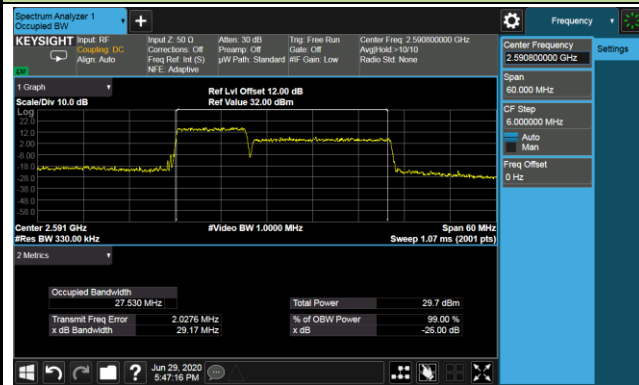 Spectrum Analyzer 1
Occupied BW
Frequency
KEYSIGHT
Input: RF
Coupling: DC
Align: Auto
Input Z: 50 Ω
Corrections: Off
Freq Ref: Int (S)
NFE: Adaptive
Atten: 30 dB
Preamp: Off
µW Path: Standard
Trig: Free Run
Gate: Off
#IF Gain: Low
Center Freq: 2.590800000 GHz
Avg|Hold:>10/10
Radio Std: None
LXI
Center Frequency
2.590800000 GHz
Settings
Span
60.000 MHz
CF Step
6.000000 MHz
Auto
Man
Freq Offset
0 Hz
1 Graph
Scale/Div 10.0 dB
Ref Lvl Offset 12.00 dB
Ref Value 32.00 dBm
Log
22.0
12.0
2.00
-8.00
-18.0
-28.0
-38.0
-48.0
-58.0
Center 2.591 GHz
#Res BW 330.00 kHz
#Video BW 1.0000 MHz
Span 60 MHz
Sweep 1.07 ms (2001 pts)
2 Metrics
Occupied Bandwidth
27.530 MHz
Total Power 29.7 dBm
Transmit Freq Error 2.0276 MHz
% of OBW Power 99.00 %
x dB Bandwidth 29.17 MHz
x dB -26.00 dB
Jun 29, 2020
5:47:16 PM